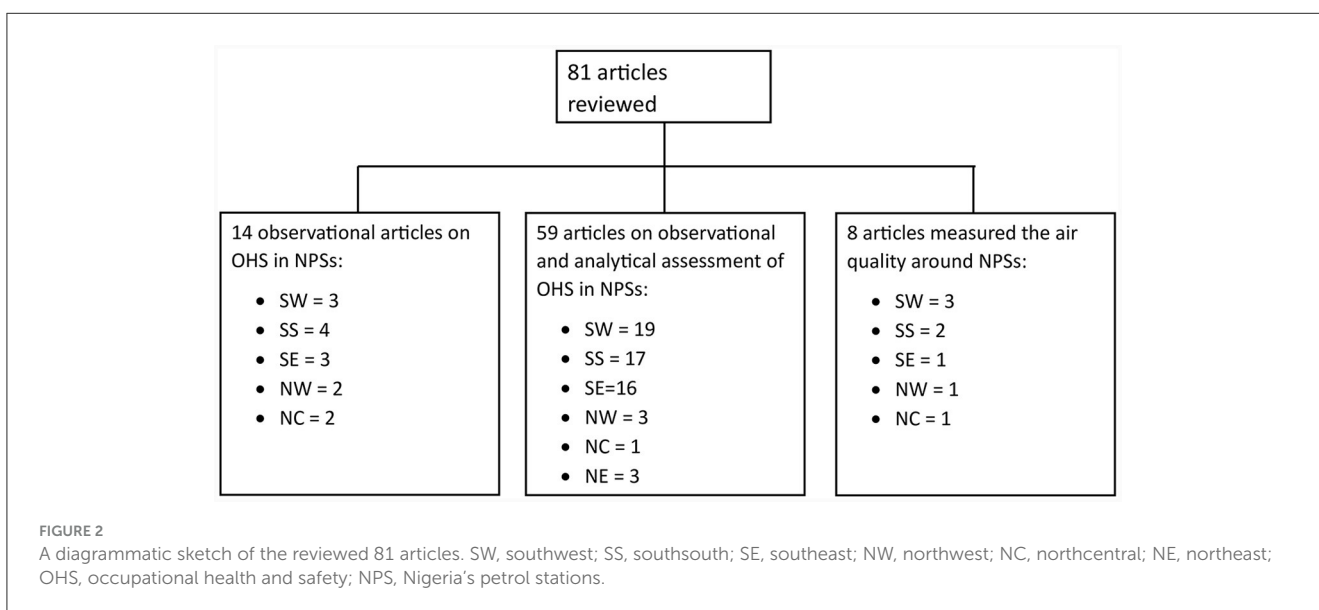 81 articles
reviewed
14 observational articles on
OHS in NPSs:
• SW = 3
• SS = 4
• SE = 3
• NW = 2
• NC = 2
59 articles on observational
and analytical assessment of
OHS in NPSs:
• SW = 19
• SS = 17
• SE=16
• NW = 3
• NC = 1
• NE = 3
8 articles measured the air
quality around NPSs:
• SW = 3
• SS = 2
• SE = 1
• NW = 1
• NC = 1
FIGURE 2
A diagrammatic sketch of the reviewed 81 articles. SW, southwest; SS, southsouth; SE, southeast; NW, northwest; NC, northcentral; NE, northeast;
OHS, occupational health and safety; NPS, Nigeria's petrol stations.